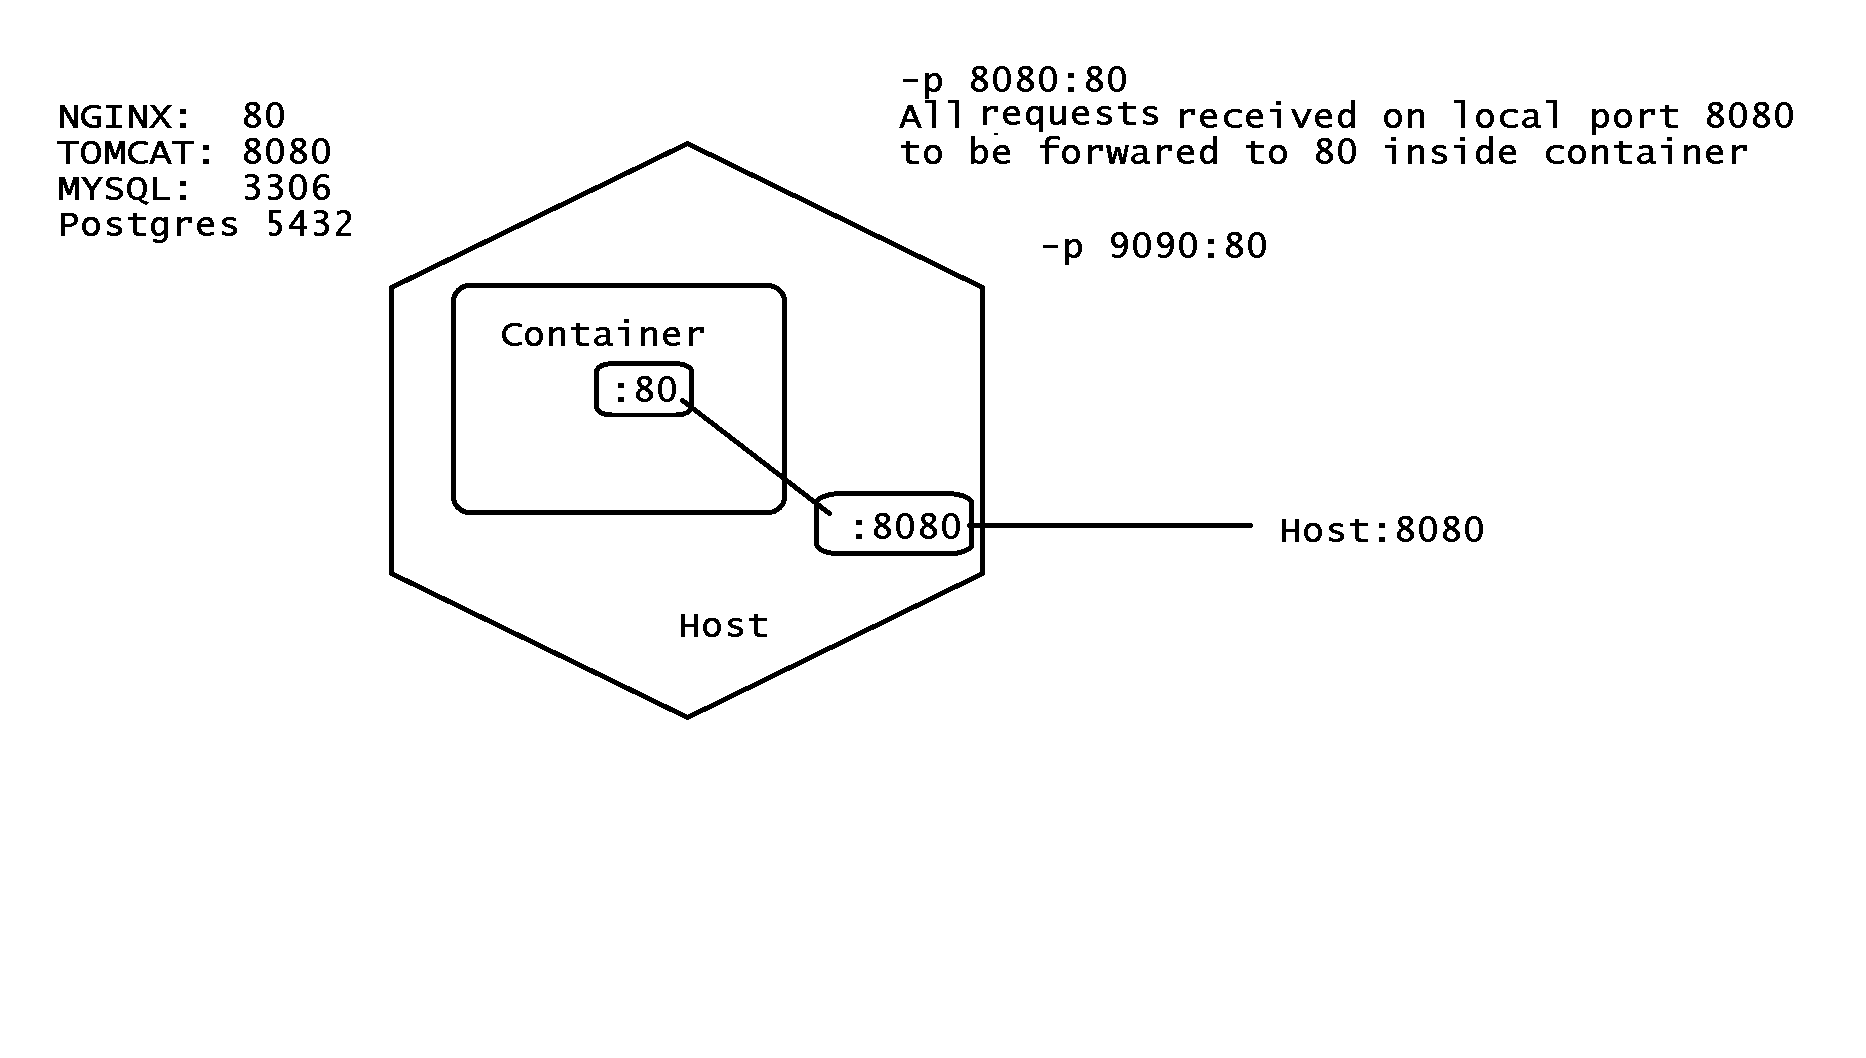 NGINX:  80
TOMCAT: 8080
MYSQL:  3306
Postgres 5432
-p 8080:80
All requests received on local port 8080
to be forwared to 80 inside container
-p 9090:80
Container
:80
:8080
Host:8080
Host